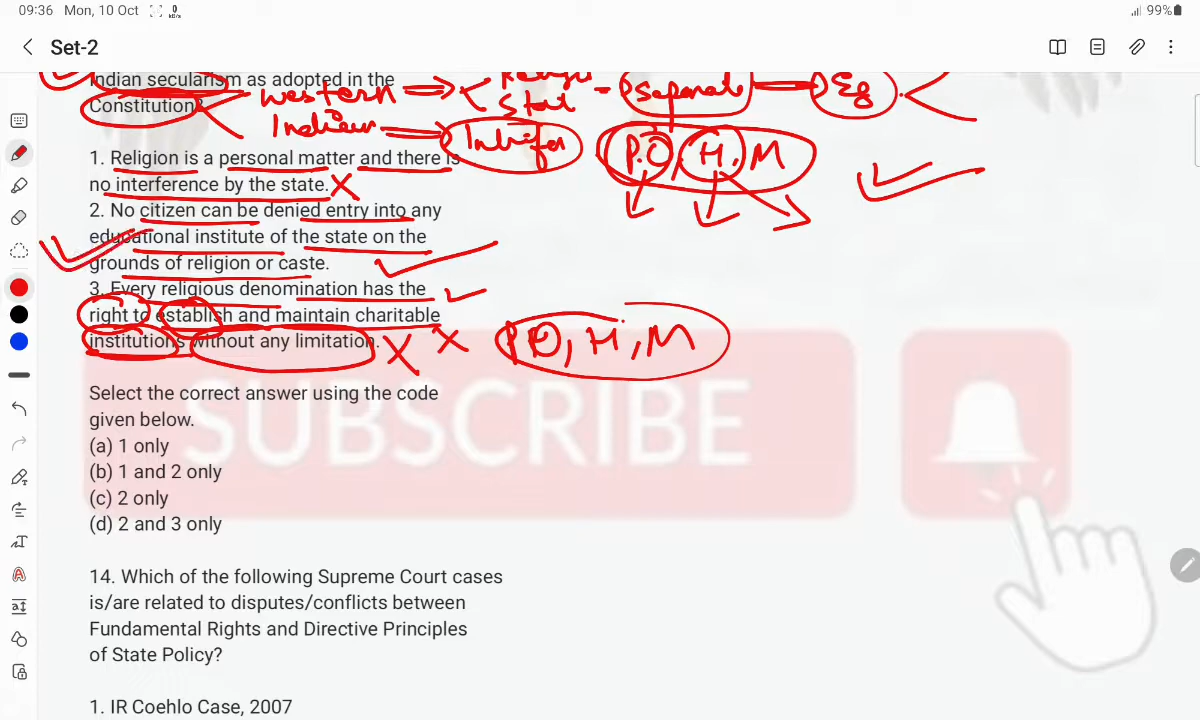 09:36 Mon, 10 Oct
99%
Set-2
Indian secularism as adopted in the
Constitution?
Western
Indian
Stat
Separate
Eg
P.O, H, M
1. Religion is a personal matter and there is
no interference by the state. X
2. No citizen can be denied entry into any
educational institute of the state on the
grounds of religion or caste.
3. Every religious denomination has the
right to establish and maintain charitable
institutions without any limitation. X X
P.O, H, M
Select the correct answer using the code
given below.
(a) 1 only
(b) 1 and 2 only
(c) 2 only
(d) 2 and 3 only
SUBSCRIBE
14. Which of the following Supreme Court cases
is/are related to disputes/conflicts between
Fundamental Rights and Directive Principles
of State Policy?
1. IR Coehlo Case, 2007